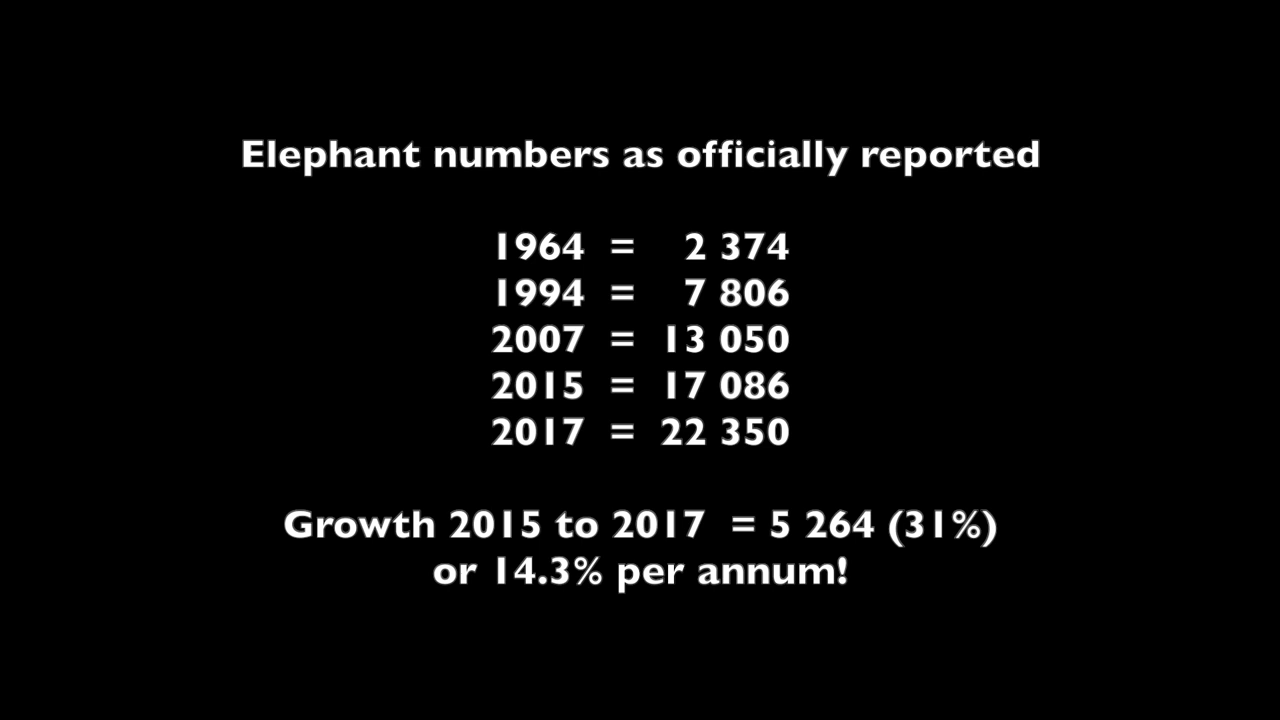 Elephant numbers as officially reported
1964 = 2 374
1994 = 7 806
2007 = 13 050
2015 = 17 086
2017 = 22 350
Growth 2015 to 2017 = 5 264 (31%)
or 14.3% per annum!